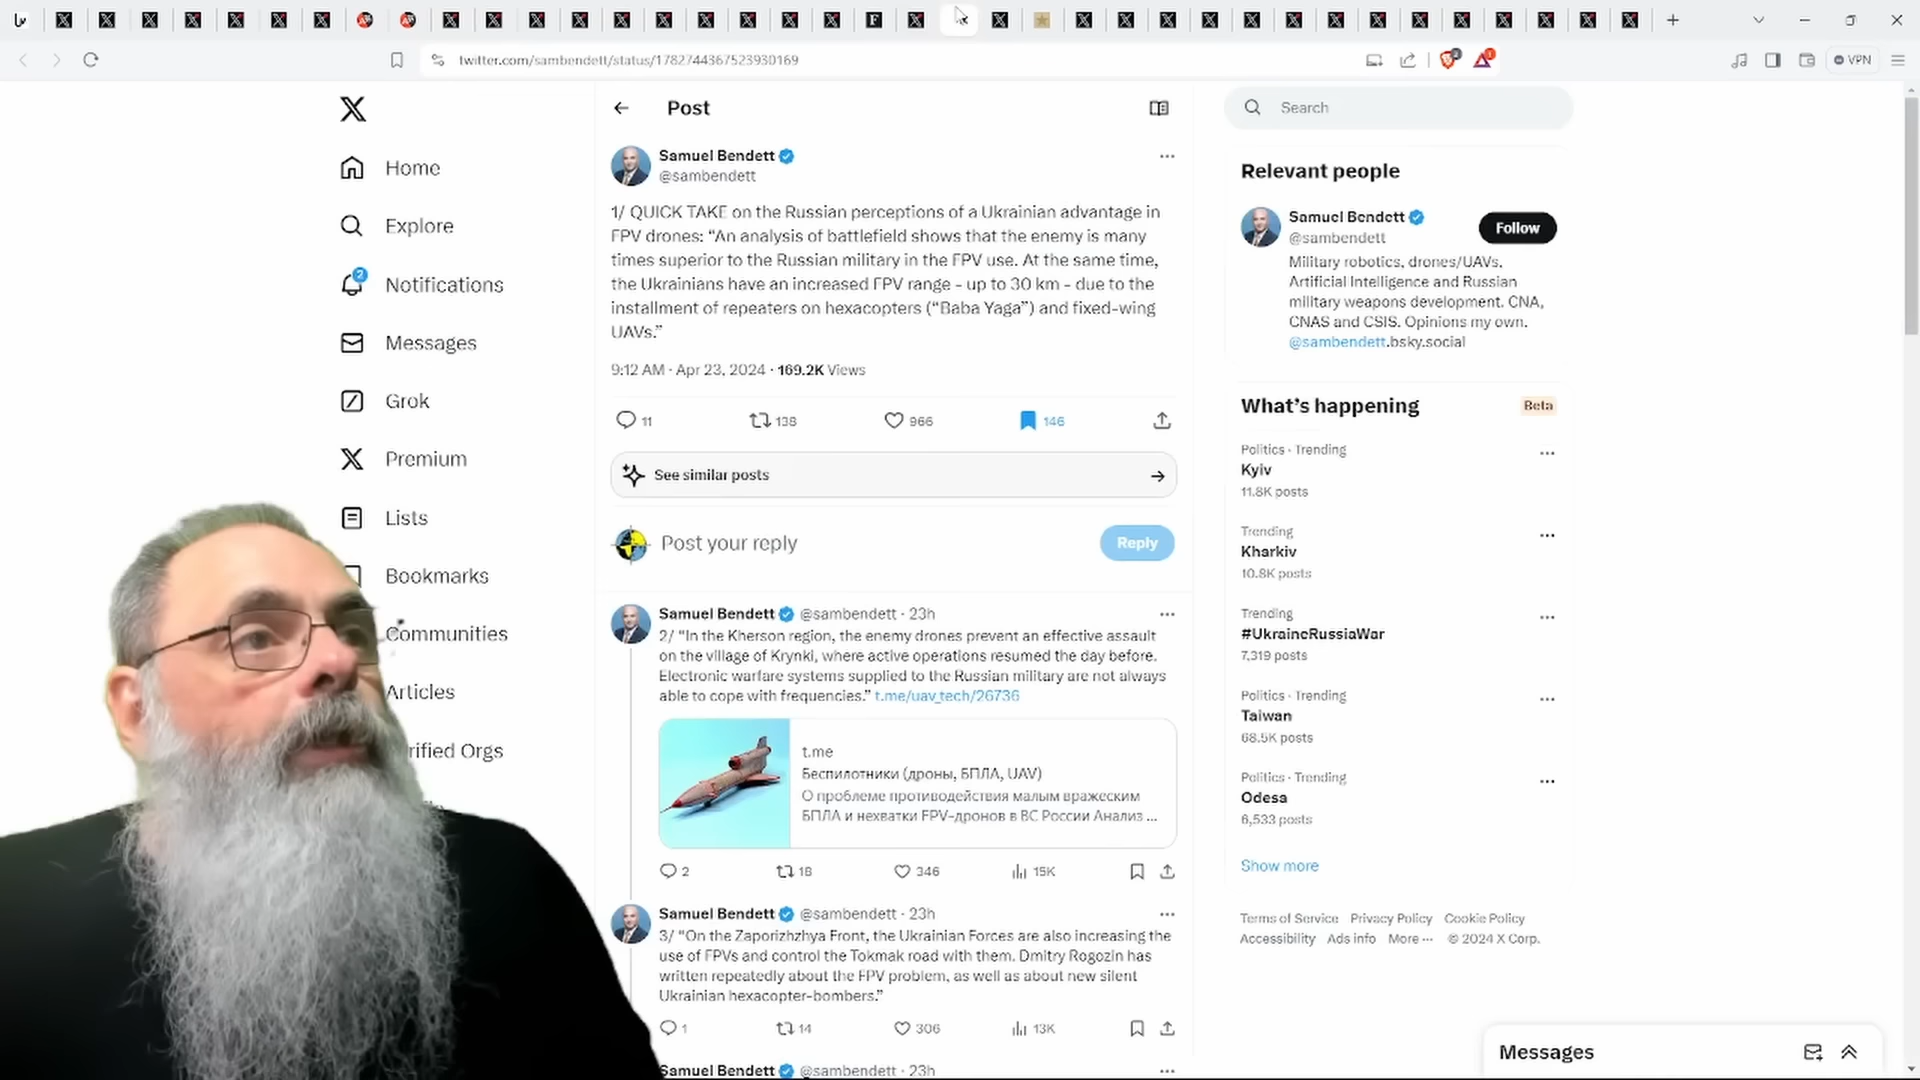 twitter.com/sambendett/status/1782744367523930169
VPN
Home
Explore
2
Notifications
Messages
Grok
Premium
Lists
Bookmarks
Communities
Articles
rified Orgs
Post
Samuel Bendett
@sambendett
1/ QUICK TAKE on the Russian perceptions of a Ukrainian advantage in
FPV drones: “An analysis of battlefield shows that the enemy is many
times superior to the Russian military in the FPV use. At the same time,
the Ukrainians have an increased FPV range - up to 30 km - due to the
installment of repeaters on hexacopters (“Baba Yaga”) and fixed-wing
UAVs.”
9:12 AM · Apr 23, 2024 · 169.2K Views
11 138 966 146
See similar posts
Post your reply
Reply
Samuel Bendett @sambendett · 23h
2/ “In the Kherson region, the enemy drones prevent an effective assault
on the village of Krynki, where active operations resumed the day before.
Electronic warfare systems supplied to the Russian military are not always
able to cope with frequencies.” t.me/uav_tech/26736
t.me
Беспилотники (дроны, БПЛА, UAV)
О проблеме противодействия малым вражеским
БПЛА и нехватки FPV-дронов в ВС России Анализ ...
2 18 346 15K
Samuel Bendett @sambendett · 23h
3/ “On the Zaporizhzhya Front, the Ukrainian Forces are also increasing the
use of FPVs and control the Tokmak road with them. Dmitry Rogozin has
written repeatedly about the FPV problem, as well as about new silent
Ukrainian hexacopter-bombers.”
1 14 306 13K
Samuel Bendett @sambendett · 23h
Search
Relevant people
Samuel Bendett
@sambendett
Follow
Military robotics, drones/UAVs.
Artificial Intelligence and Russian
military weapons development. CNA,
CNAS and CSIS. Opinions my own.
@sambendett.bsky.social
What’s happening
Beta
Politics · Trending
Kyiv
11.8K posts
Trending
Kharkiv
10.8K posts
Trending
#UkraineRussiaWar
7,319 posts
Politics · Trending
Taiwan
68.5K posts
Politics · Trending
Odesa
6,533 posts
Show more
Terms of Service Privacy Policy Cookie Policy
Accessibility Ads info More ··· © 2024 X Corp.
Messages